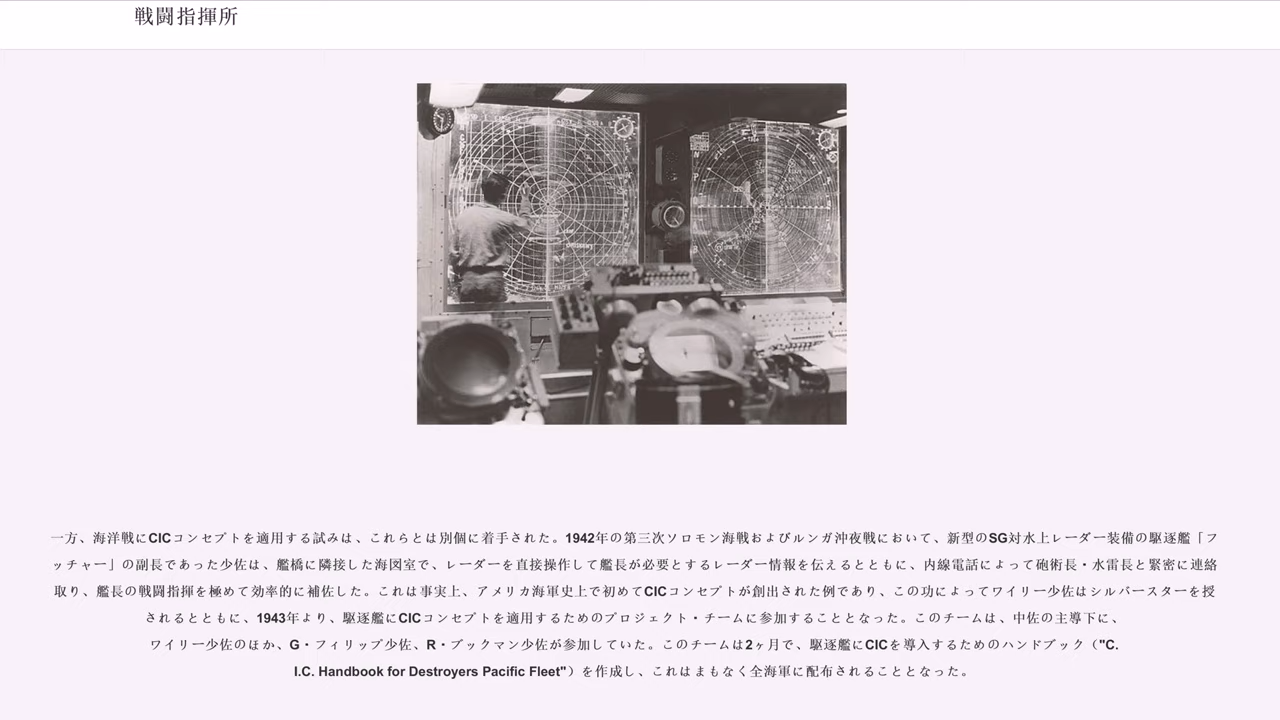 戦闘指揮所
一方、海洋戦にCICコンセプトを適用する試みは、これらとは別個に着手された。1942年の第三次ソロモン海戦およびルンガ沖夜戦において、新型のSG対水上レーダー装備の駆逐艦「フ
ッチャー」の副長であった少佐は、艦橋に隣接した海図室で、レーダーを直接操作して艦長が必要とするレーダー情報を伝えるとともに、内線電話によって砲術長・水雷長と緊密に連絡
取り、艦長の戦闘指揮を極めて効率的に補佐した。これは事実上、アメリカ海軍史上で初めてCICコンセプトが創出された例であり、この功によってワイリー少佐はシルバースターを授
されるとともに、1943年より、駆逐艦にCICコンセプトを適用するためのプロジェクト・チームに参加することとなった。このチームは、中佐の主導下に、
ワイリー少佐のほか、G・フィリップ少佐、R・ブックマン少佐が参加していた。このチームは2ヶ月で、駆逐艦にCICを導入するためのハンドブック（"C.
I.C. Handbook for Destroyers Pacific Fleet"）を作成し、これはまもなく全海軍に配布されることとなった。